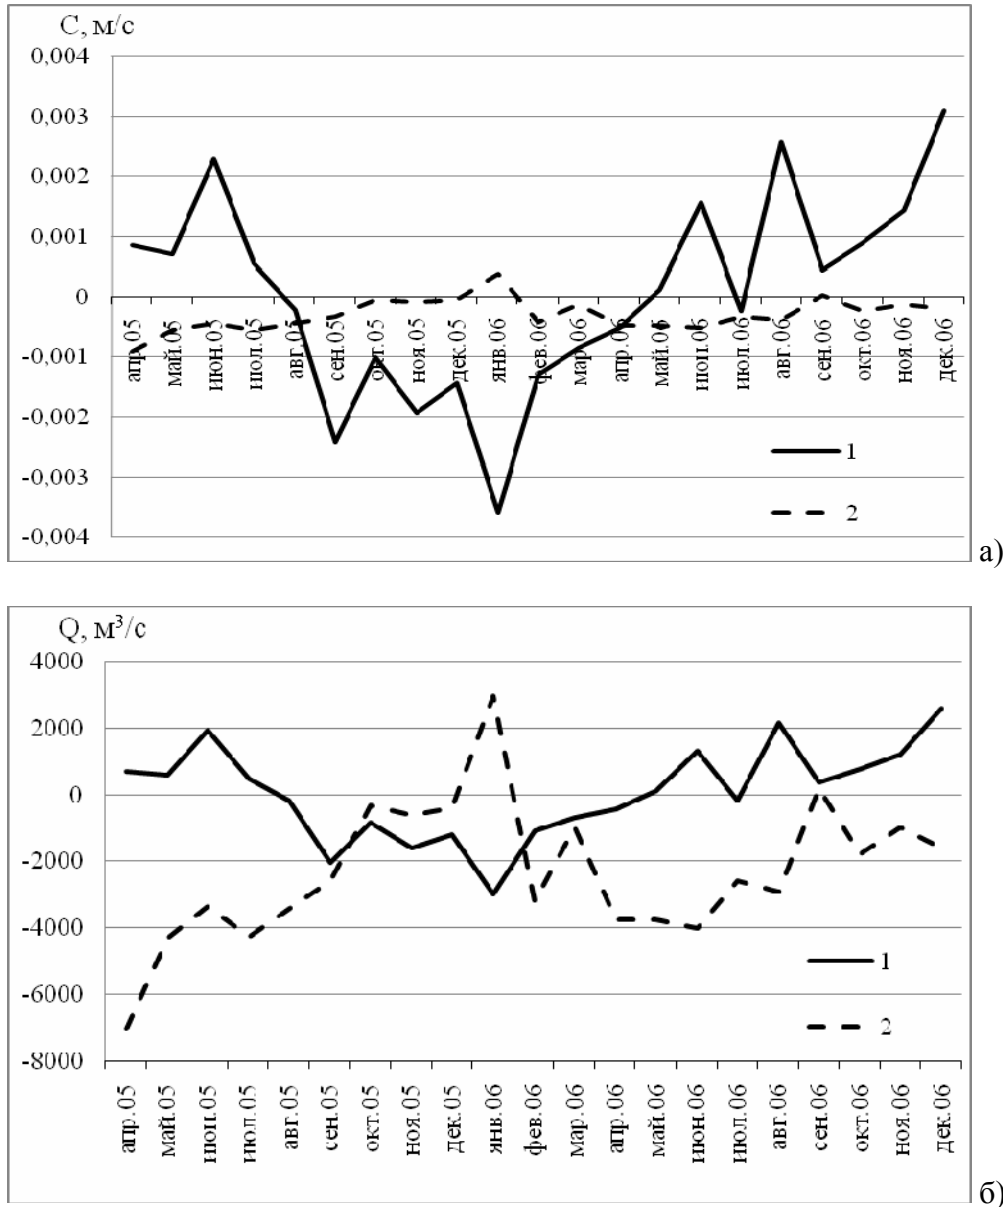 С, м/с
0,004
0,003
0,002
0,001
0
-0,001
-0,002
-0,003
-0,004
апр.05
май.05
июн.05
июл.05
авг.05
сен.05
окт.05
ноя.05
дек.05
янв.06
фев.06
мар.06
апр.06
май.06
июн.06
июл.06
авг.06
сен.06
окт.06
ноя.06
дек.06
1
2
а)
Q, м³/с
4000
2000
0
-2000
-4000
-6000
-8000
1
2
апр.05
май.05
июн.05
июл.05
авг.05
сен.05
окт.05
ноя.05
дек.05
янв.06
фев.06
мар.06
апр.06
май.06
июн.06
июл.06
авг.06
сен.06
окт.06
ноя.06
дек.06
б)